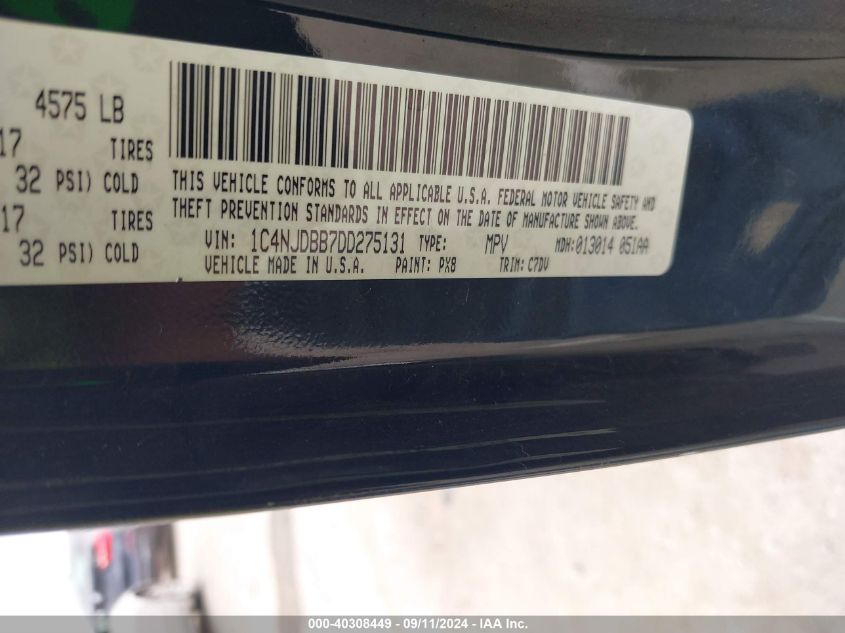 4575 LB
17 TIRES
32 PSI) COLD
17 TIRES
32 PSI) COLD
THIS VEHICLE CONFORMS TO ALL APPLICABLE U.S.A. FEDERAL MOTOR VEHICLE SAFETY AND
THEFT PREVENTION STANDARDS IN EFFECT ON THE DATE OF MANUFACTURE SHOWN ABOVE.
VIN: 1C4NJDBB7DD275131 TYPE: MPV MDH:013014 051AA
VEHICLE MADE IN U.S.A. PAINT: PX8 TRIM: C7DV
000-40308449 - 09/11/2024 - IAA Inc.